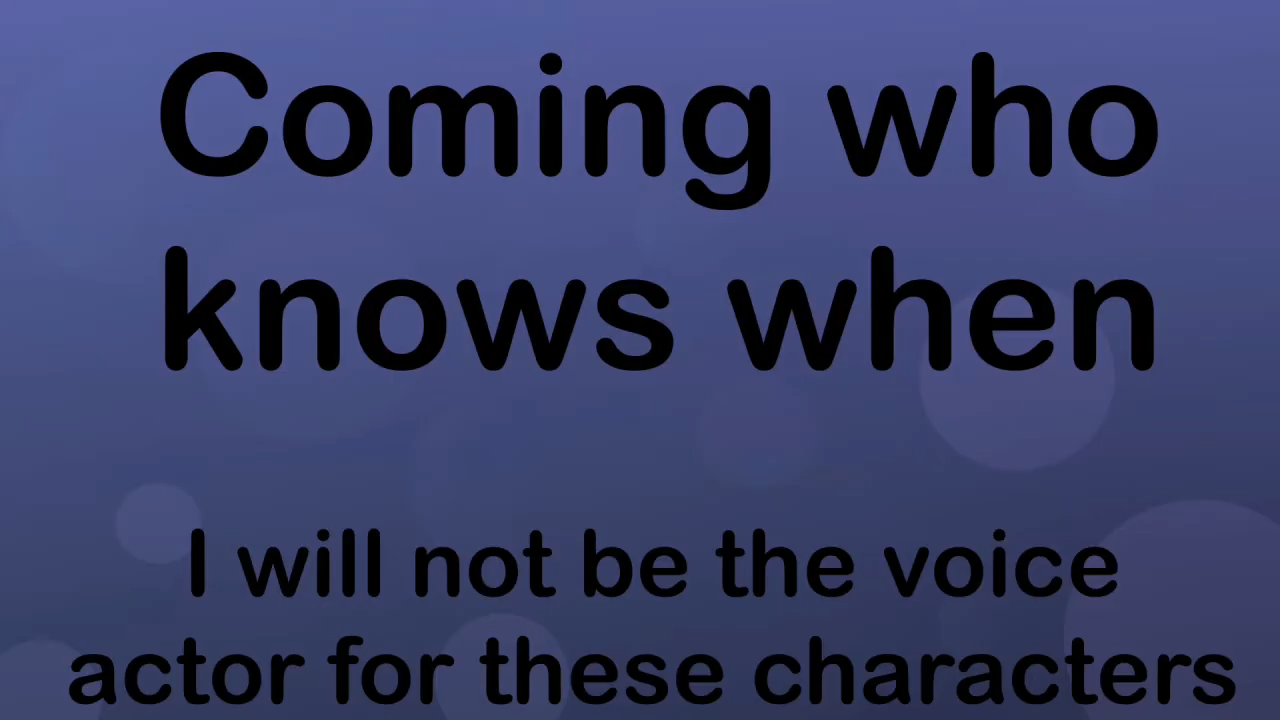 Coming who
knows when
I will not be the voice
actor for these characters